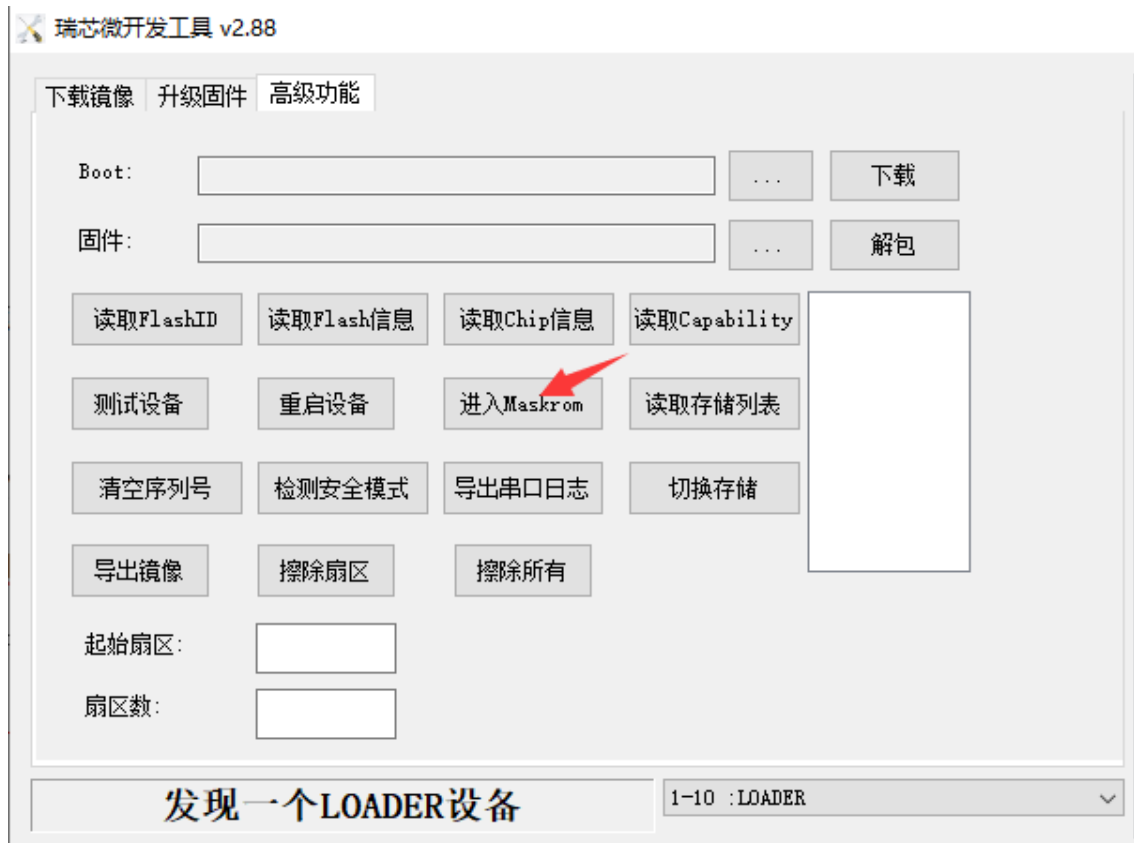 瑞芯微开发工具 v2.88
下载镜像 升级固件 高级功能
Boot: ... 下载
固件: ... 解包
读取FlashID 读取Flash信息 读取Chip信息 读取Capability
测试设备 重启设备 进入Maskrom 读取存储列表
清空序列号 检测安全模式 导出串口日志 切换存储
导出镜像 擦除扇区 擦除所有
起始扇区:
扇区数:
发现一个LOADER设备 1-10 :LOADER